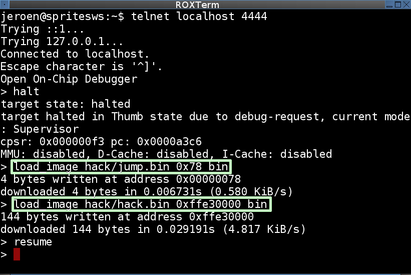 ROXTerm
jeroen@spritesws:~$ telnet localhost 4444
Trying ::1...
Trying 127.0.0.1...
Connected to localhost.
Escape character is '^]'.
Open On-Chip Debugger
> halt
target state: halted
target halted in Thumb state due to debug-request, current mode
: Supervisor
cpsr: 0x000000f3 pc: 0x0000a3c6
MMU: disabled, D-Cache: disabled, I-Cache: disabled
> load_image hack/jump.bin 0x78 bin
4 bytes written at address 0x00000078
downloaded 4 bytes in 0.006731s (0.580 KiB/s)
> load_image hack/hack.bin 0xffe30000 bin
144 bytes written at address 0xffe30000
downloaded 144 bytes in 0.029191s (4.817 KiB/s)
> resume
>